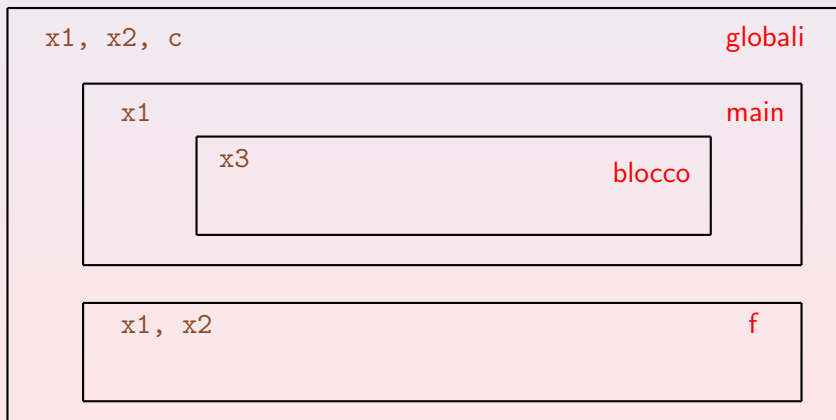 x1, x2, c globali
x1 main
x3 blocco
x1, x2 f